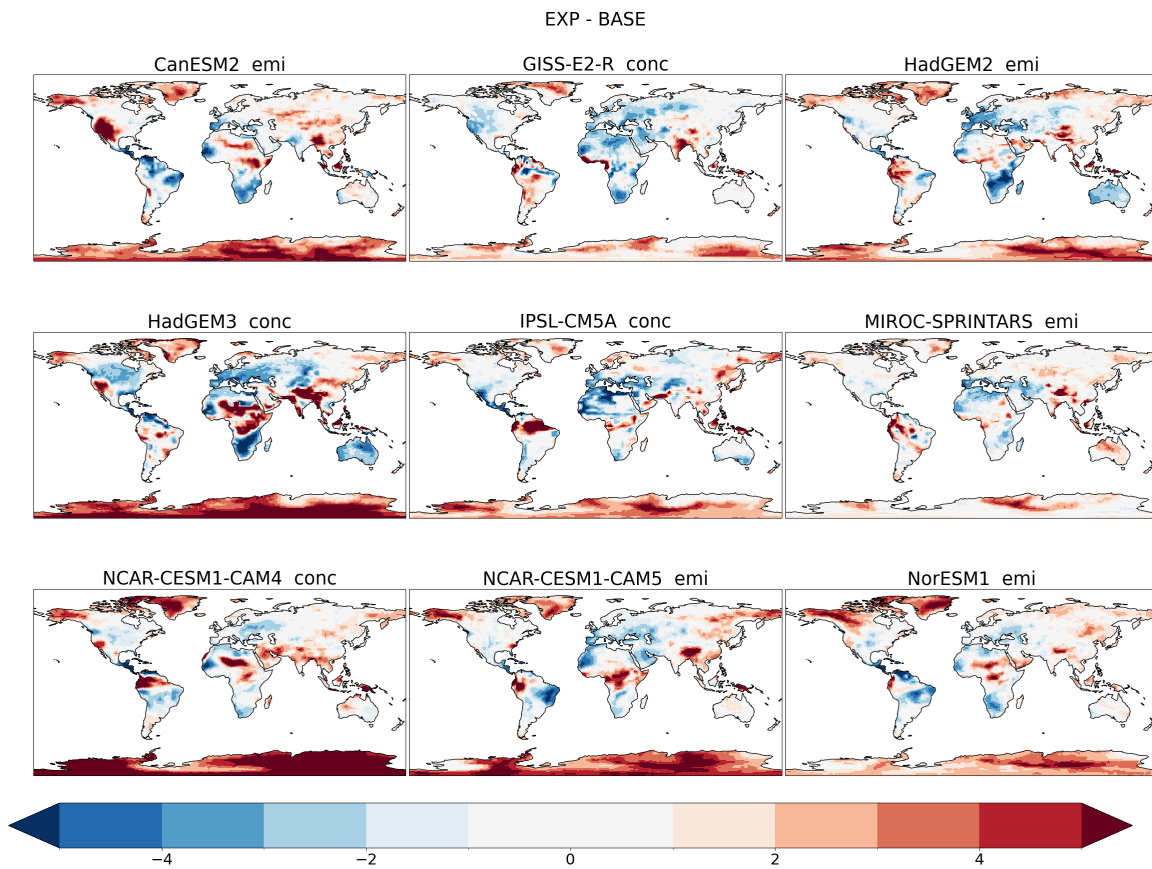 EXP - BASE
CanESM2  emi
GISS-E2-R  conc
HadGEM2  emi
HadGEM3  conc
IPSL-CM5A  conc
MIROC-SPRINTARS  emi
NCAR-CESM1-CAM4  conc
NCAR-CESM1-CAM5  emi
NorESM1  emi
−4 −2 0 2 4